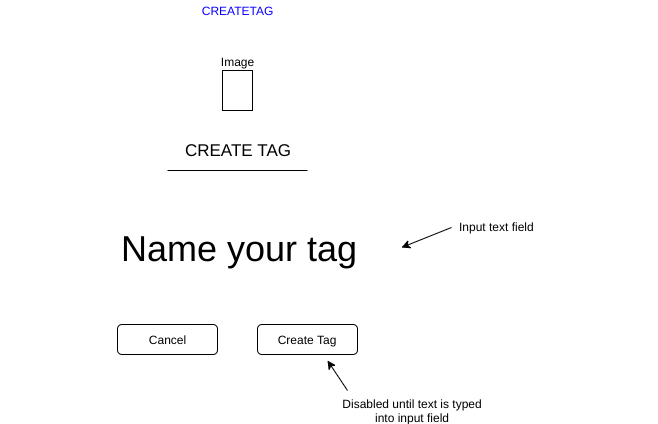 CREATETAG
Image
CREATE TAG
Name your tag
Input text field
Cancel
Create Tag
Disabled until text is typed
into input field